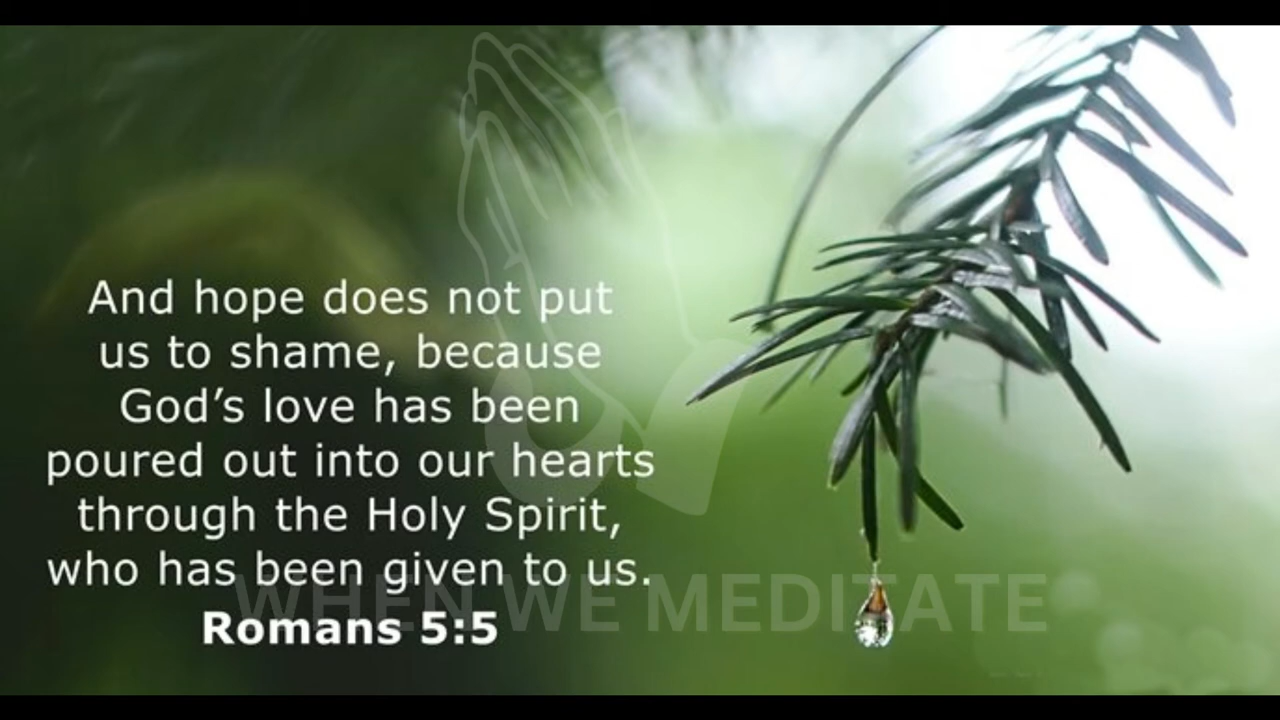 And hope does not put
us to shame, because
God’s love has been
poured out into our hearts
through the Holy Spirit,
who has been given to us.
Romans 5:5
WHEN WE MEDITATE